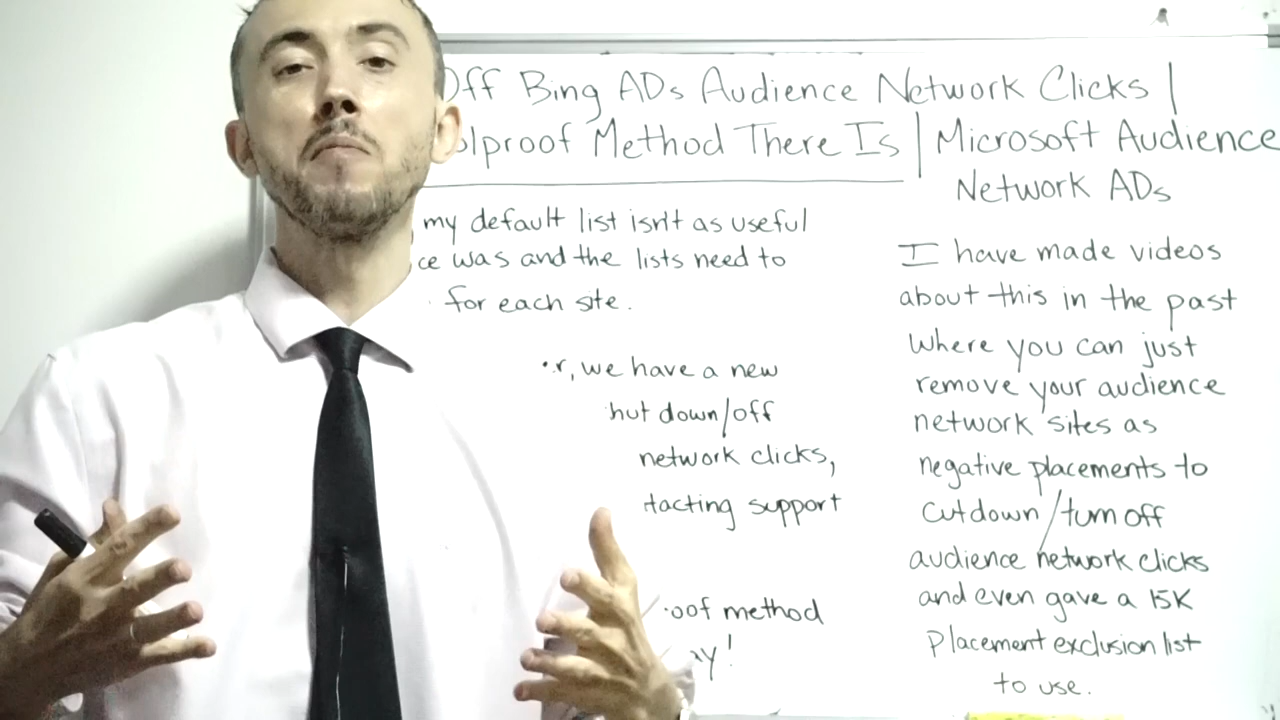 Off Bing ADs Audience Network Clicks |
olproof Method There Is | Microsoft Audience
Network ADs
my default list isn't as useful
ce was and the lists need to
for each site.
r, we have a new
hut down/off
network clicks,
tacting support
oof method
y!
I have made videos
about this in the past
where you can just
remove your audience
network sites as
negative placements to
cutdown/turn off
audience network clicks
and even gave a 15K
Placement exclusion list
to use.